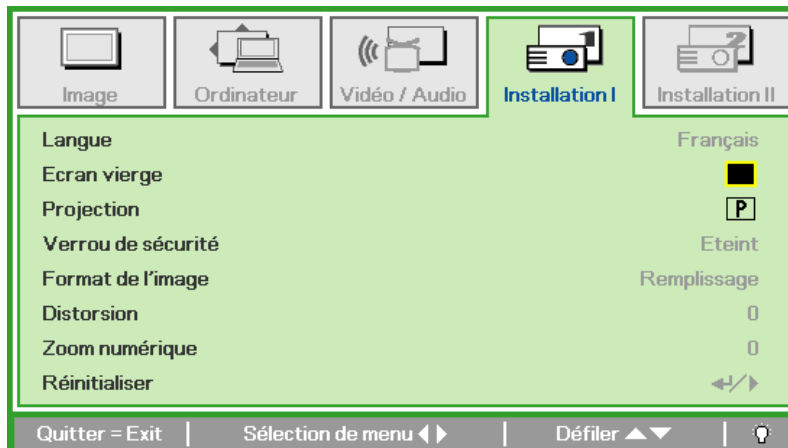 Image Ordinateur Vidéo / Audio Installation I Installation II
Langue Français
Ecran vierge
Projection P
Verrou de sécurité Eteint
Format de l'image Remplissage
Distorsion 0
Zoom numérique 0
Réinitialiser
Quitter = Exit Sélection de menu Défiler